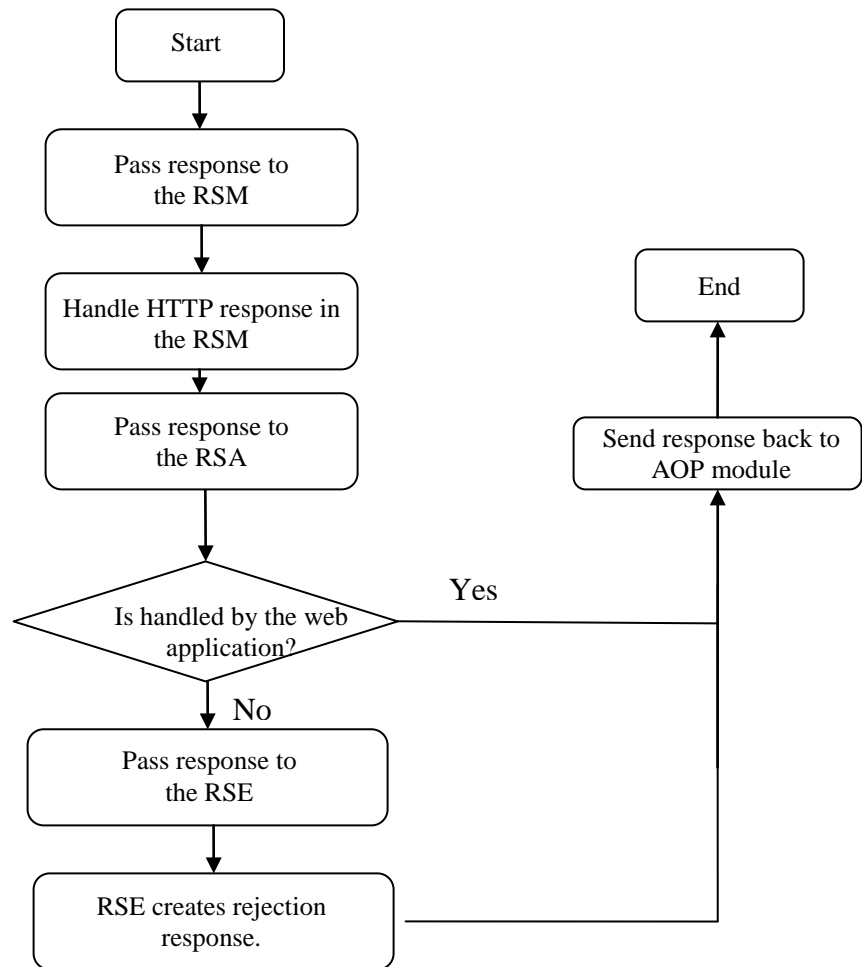 Start
Pass response to
the RSM
Handle HTTP response in
the RSM
Pass response to
the RSA
Is handled by the web
application?
Yes
No
Pass response to
the RSE
RSE creates rejection
response.
Send response back to
AOP module
End